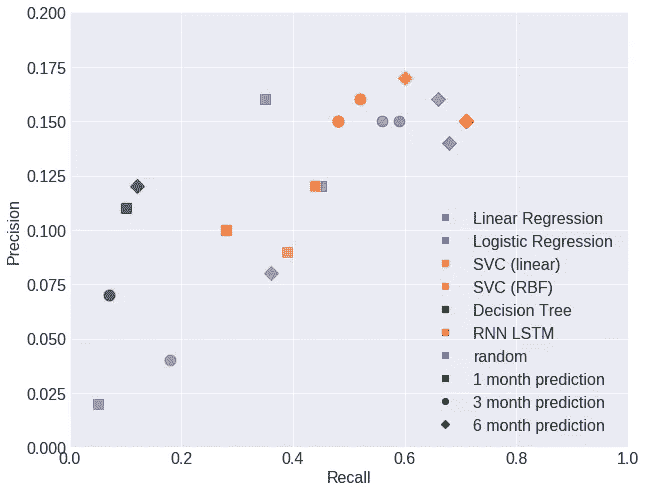 0.200
0.175
0.150
0.125
0.100
0.075
0.050
0.025
0.000
Precision
Linear Regression
Logistic Regression
SVC (linear)
SVC (RBF)
Decision Tree
RNN LSTM
random
1 month prediction
3 month prediction
6 month prediction
0.0 0.2 0.4 0.6 0.8 1.0
Recall